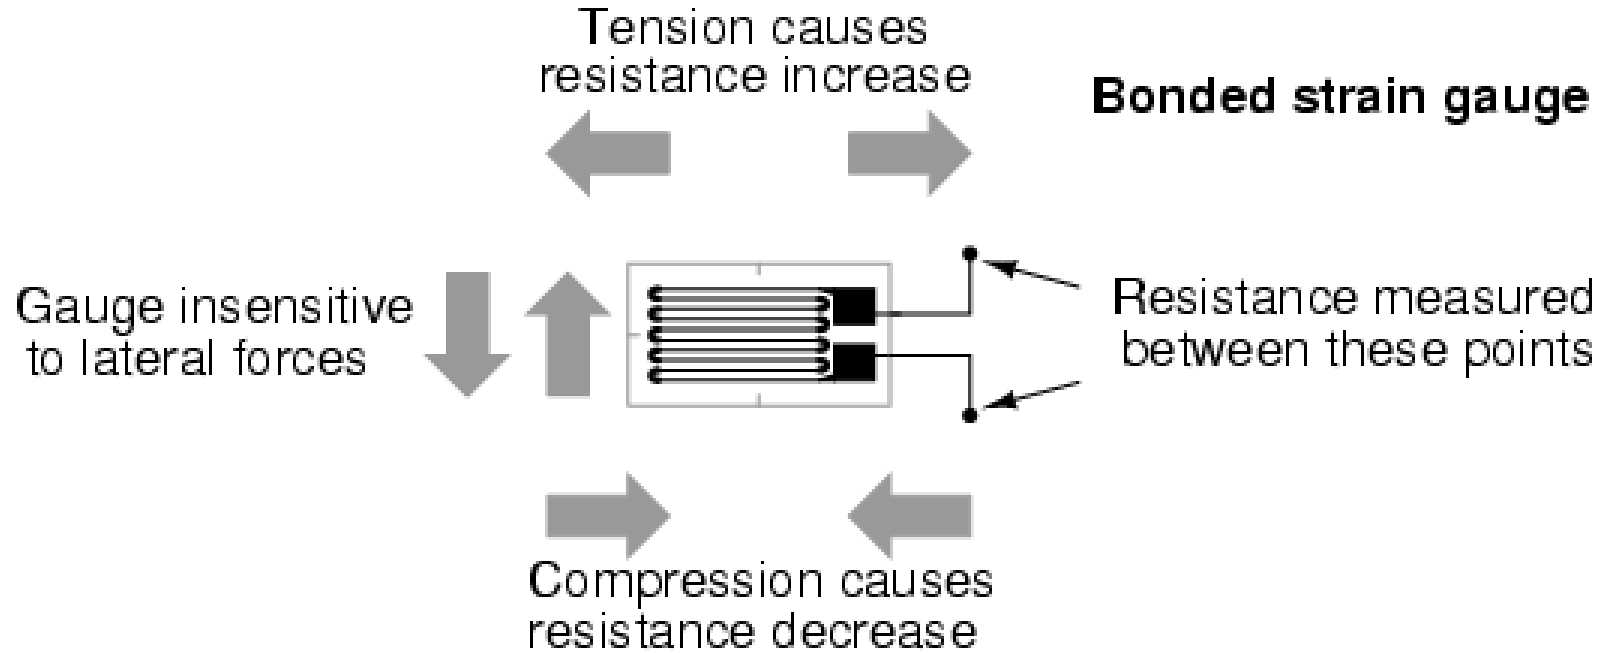 Tension causes
resistance increase
Bonded strain gauge
Gauge insensitive
to lateral forces
Resistance measured
between these points
Compression causes
resistance decrease